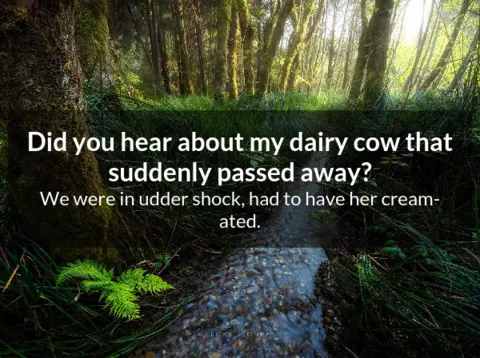 Did you hear about my dairy cow that
suddenly passed away?
We were in udder shock, had to have her cream-
ated.